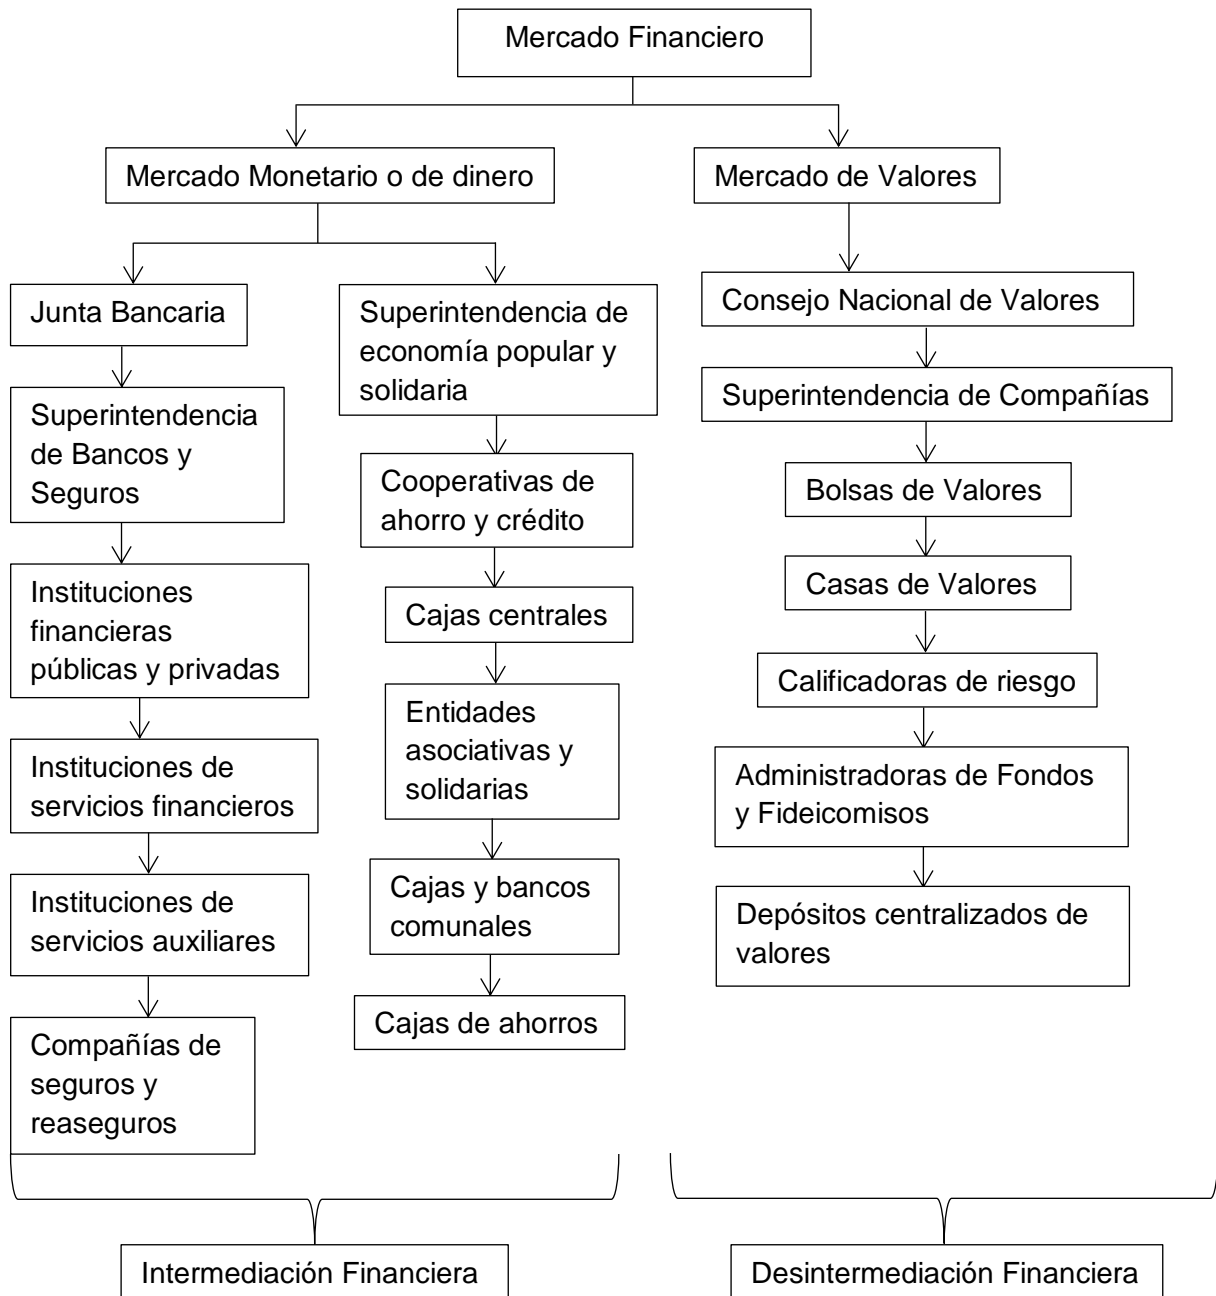 Mercado Financiero
Mercado Monetario o de dinero
Mercado de Valores
Junta Bancaria
Superintendencia
de Bancos y
Seguros
Instituciones
financieras
públicas y privadas
Instituciones de
servicios financieros
Instituciones de
servicios auxiliares
Compañías de
seguros y
reaseguros
Superintendencia de
economía popular y
solidaria
Cooperativas de
ahorro y crédito
Cajas centrales
Entidades
asociativas y
solidarias
Cajas y bancos
comunales
Cajas de ahorros
Consejo Nacional de Valores
Superintendencia de Compañías
Bolsas de Valores
Casas de Valores
Calificadoras de riesgo
Administradoras de Fondos
y Fideicomisos
Depósitos centralizados de
valores
Intermediación Financiera
Desintermediación Financiera